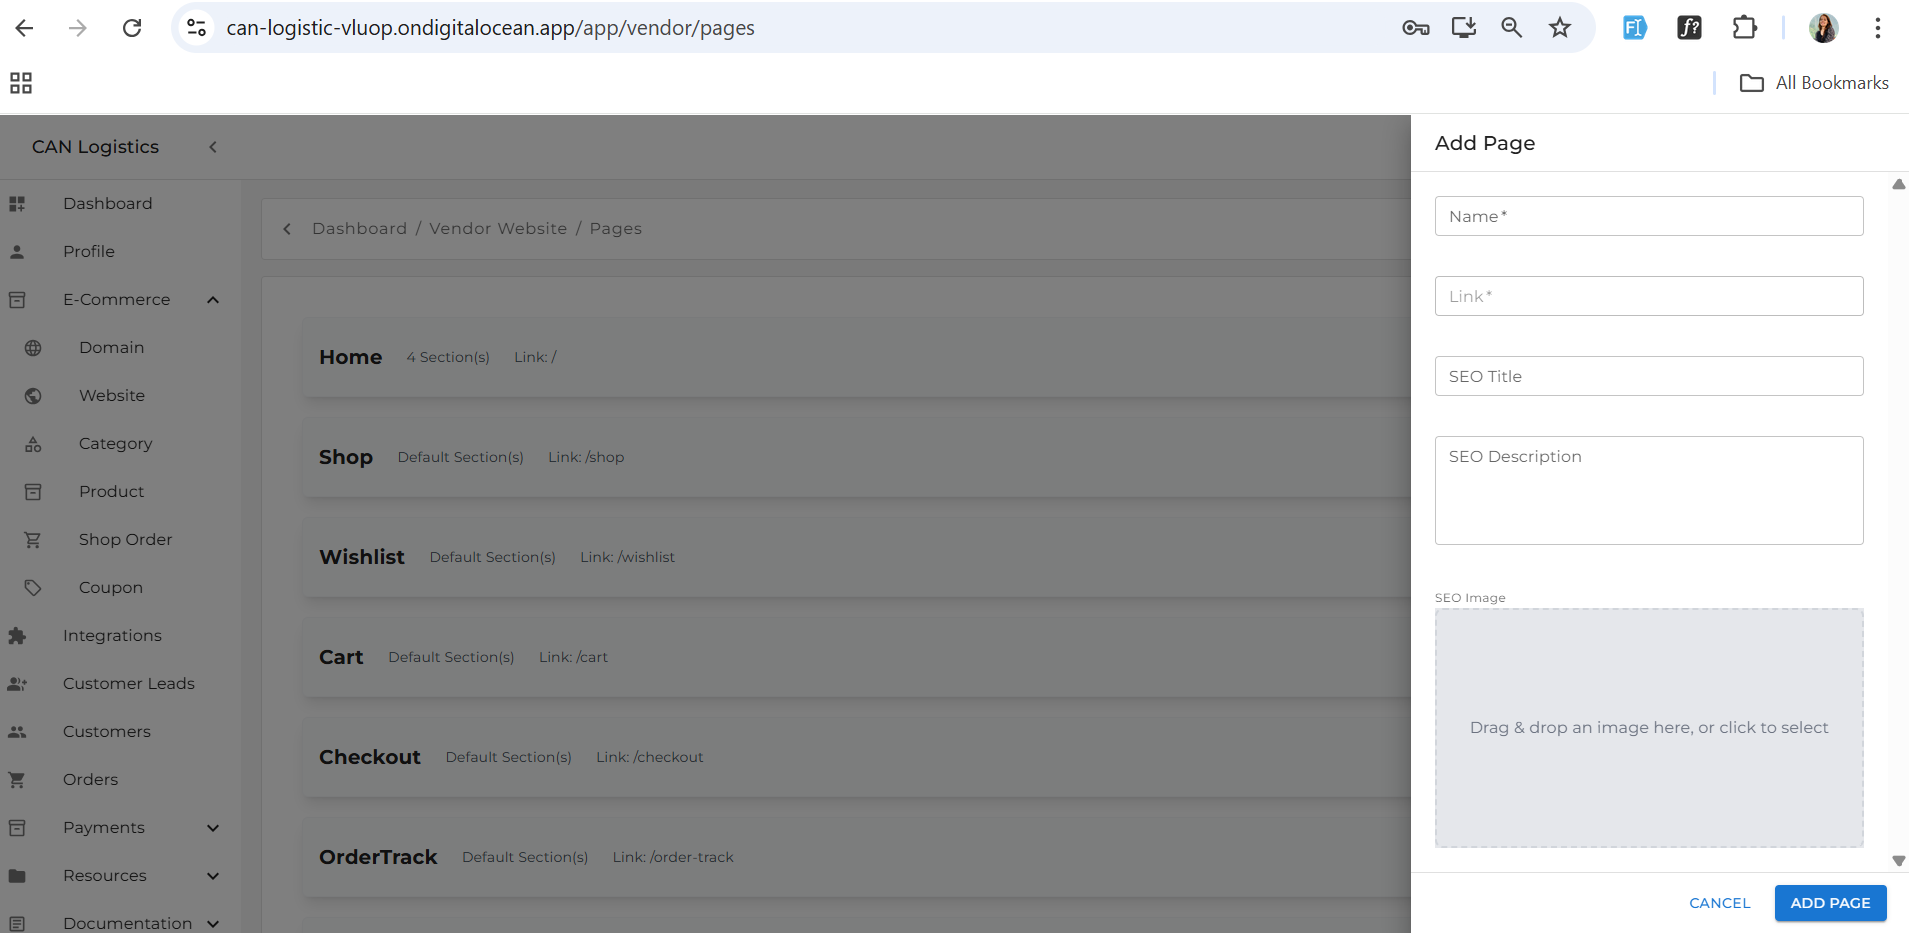 can-logistic-vluop.ondigitalocean.app/app/vendor/pages
All Bookmarks
CAN Logistics
Dashboard
Profile
E-Commerce
Domain
Website
Category
Product
Shop Order
Coupon
Integrations
Customer Leads
Customers
Orders
Payments
Resources
Documentation
Dashboard / Vendor Website / Pages
Home 4 Section(s) Link: /
Shop Default Section(s) Link: /shop
Wishlist Default Section(s) Link: /wishlist
Cart Default Section(s) Link: /cart
Checkout Default Section(s) Link: /checkout
OrderTrack Default Section(s) Link: /order-track
Add Page
Name*
Link*
SEO Title
SEO Description
SEO Image
Drag & drop an image here, or click to select
CANCEL ADD PAGE